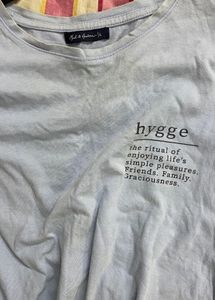 hygge
the ritual of
enjoying life's
simple pleasures.
Friends. Family.
Graciousness.